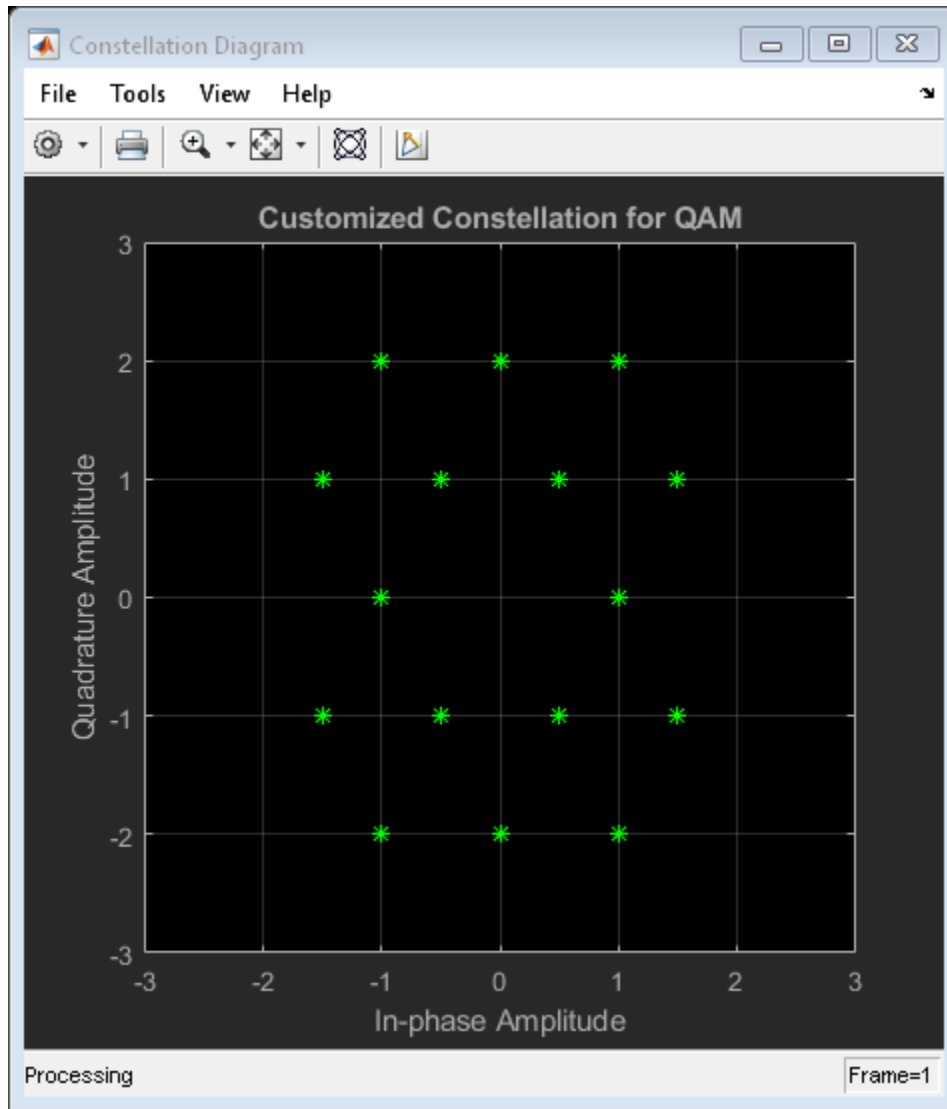 Constellation Diagram
File Tools View Help
Customized Constellation for QAM
3
2
1
0
-1
-2
-3
Quadrature Amplitude
-3 -2 -1 0 1 2 3
In-phase Amplitude
Processing Frame=1